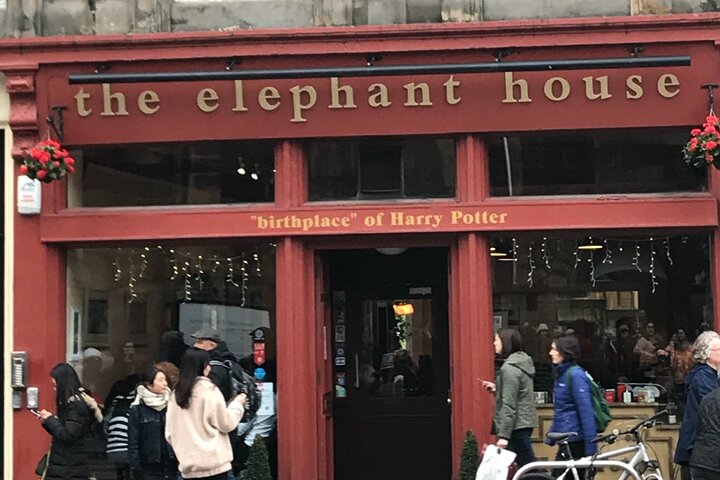 the elephant house
"birthplace" of Harry Potter